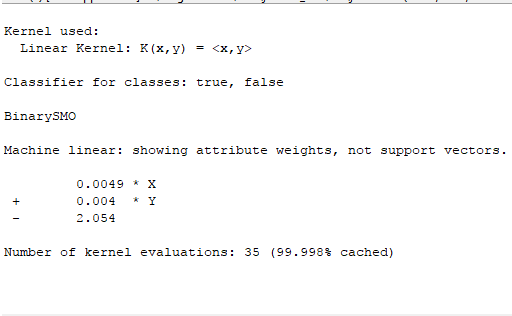 Kernel used:
  Linear Kernel: K(x,y) = <x,y>
Classifier for classes: true, false
BinarySMO
Machine linear: showing attribute weights, not support vectors.
         0.0049 * X
 +       0.004  * Y
 -       2.054
Number of kernel evaluations: 35 (99.998% cached)